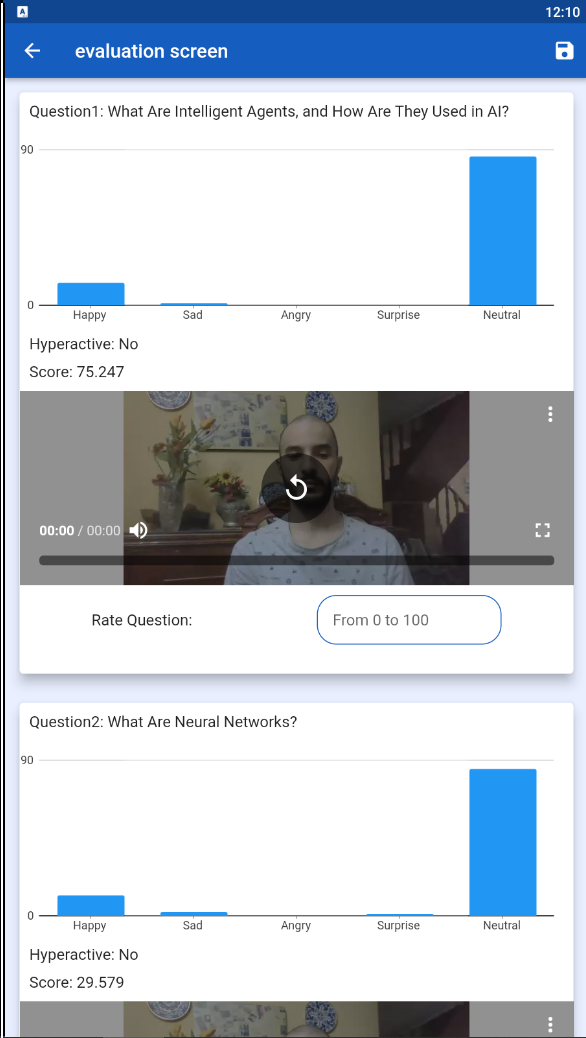 A 12:10
evaluation screen
Question1: What Are Intelligent Agents, and How Are They Used in AI?
90
0
Happy Sad Angry Surprise Neutral
Hyperactive: No
Score: 75.247
00:00 / 00:00
Rate Question: From 0 to 100
Question2: What Are Neural Networks?
90
0
Happy Sad Angry Surprise Neutral
Hyperactive: No
Score: 29.579